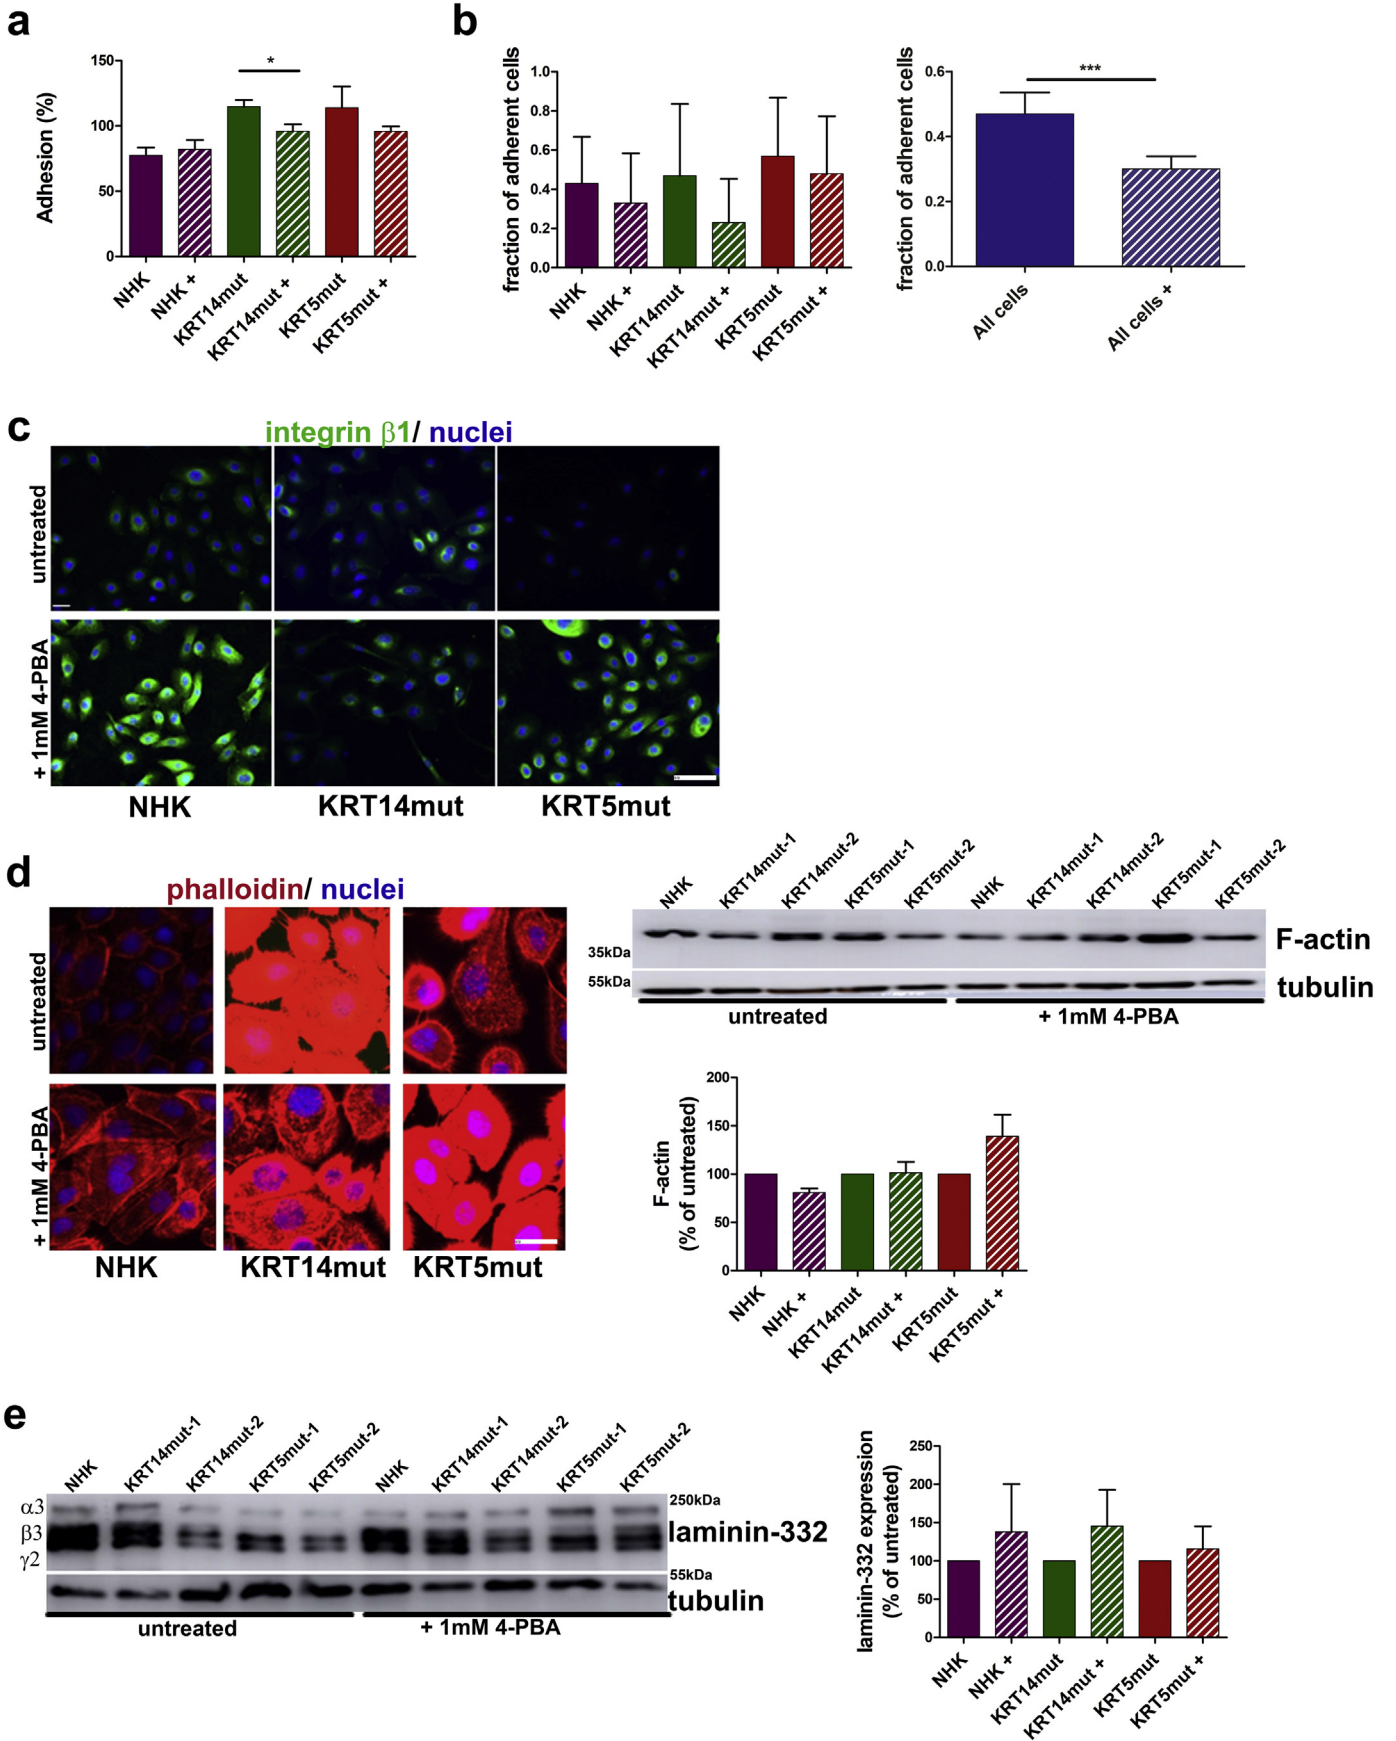 a
Adhesion (%)
150
100
50
0
*
NHK
NHK +
KRT14mut
KRT14mut +
KRT5mut
KRT5mut +
b
fraction of adherent cells
1.0
0.8
0.6
0.4
0.2
0.0
NHK
NHK +
KRT14mut
KRT14mut +
KRT5mut
KRT5mut +
fraction of adherent cells
0.6
0.4
0.2
0.0
***
All cells
All cells +
c
integrin β1/ nuclei
untreated
+ 1mM 4-PBA
NHK
KRT14mut
KRT5mut
d
phalloidin/ nuclei
untreated
+ 1mM 4-PBA
NHK
KRT14mut
KRT5mut
NHK
KRT14mut-1
KRT14mut-2
KRT5mut-1
KRT5mut-2
NHK
KRT14mut-1
KRT14mut-2
KRT5mut-1
KRT5mut-2
35kDa
55kDa
F-actin
tubulin
untreated
+ 1mM 4-PBA
F-actin
(% of untreated)
200
150
100
50
0
NHK
NHK +
KRT14mut
KRT14mut +
KRT5mut
KRT5mut +
e
NHK
KRT14mut-1
KRT14mut-2
KRT5mut-1
KRT5mut-2
NHK
KRT14mut-1
KRT14mut-2
KRT5mut-1
KRT5mut-2
α3
β3
γ2
250kDa
laminin-332
55kDa
tubulin
untreated
+ 1mM 4-PBA
laminin-332 expression
(% of untreated)
250
200
150
100
50
0
NHK
NHK +
KRT14mut
KRT14mut +
KRT5mut
KRT5mut +